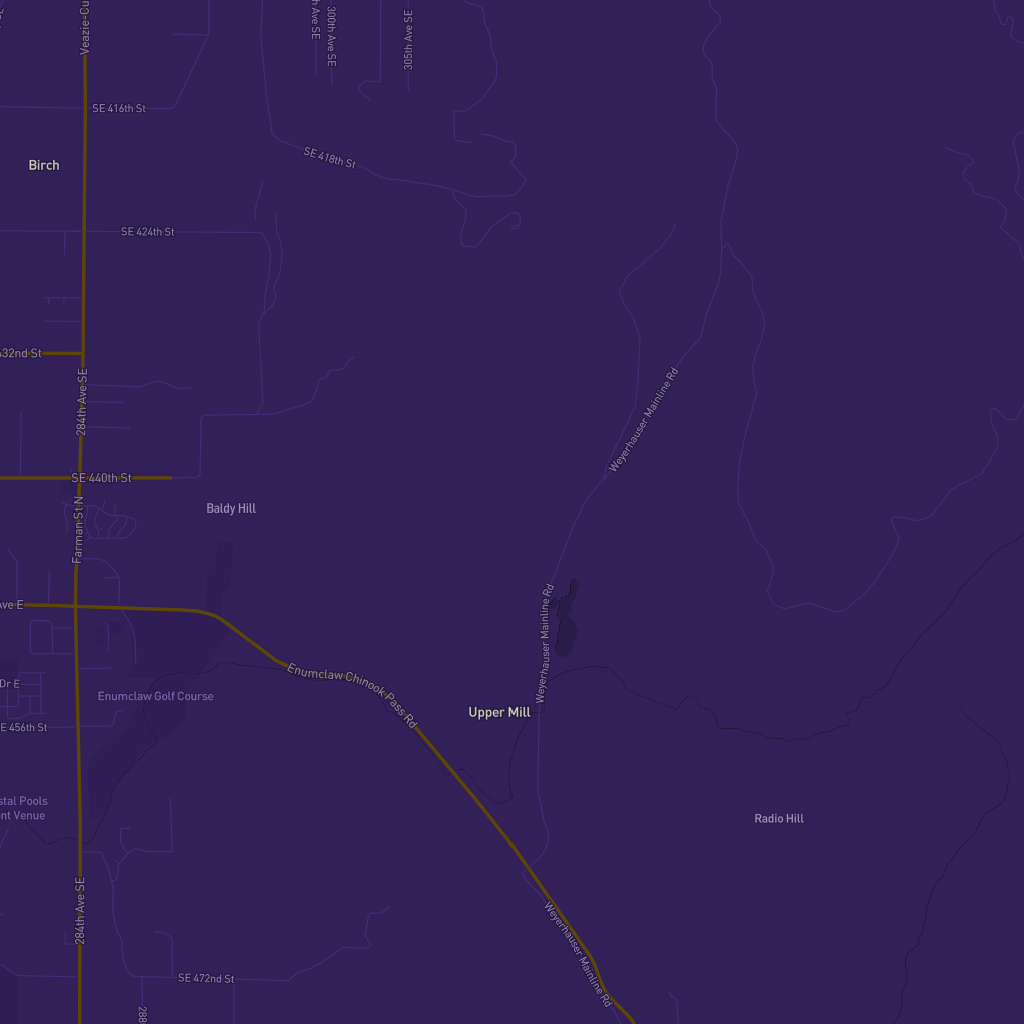 Veazie-Cu
300th Ave SE
305th Ave SE
h Ave SE
SE 416th St
SE 418th St
Birch
SE 424th St
432nd St
284th Ave SE
Weyerhauser Mainline Rd
SE 440th St
Baldy Hill
Farman St N
Ave E
Weyerhauser Mainline Rd
Enumclaw Chinook Pass Rd
Dr E
Enumclaw Golf Course
Upper Mill
E 456th St
stal Pools
nt Venue
Radio Hill
284th Ave SE
Weyerhauser Mainline Rd
SE 472nd St
288